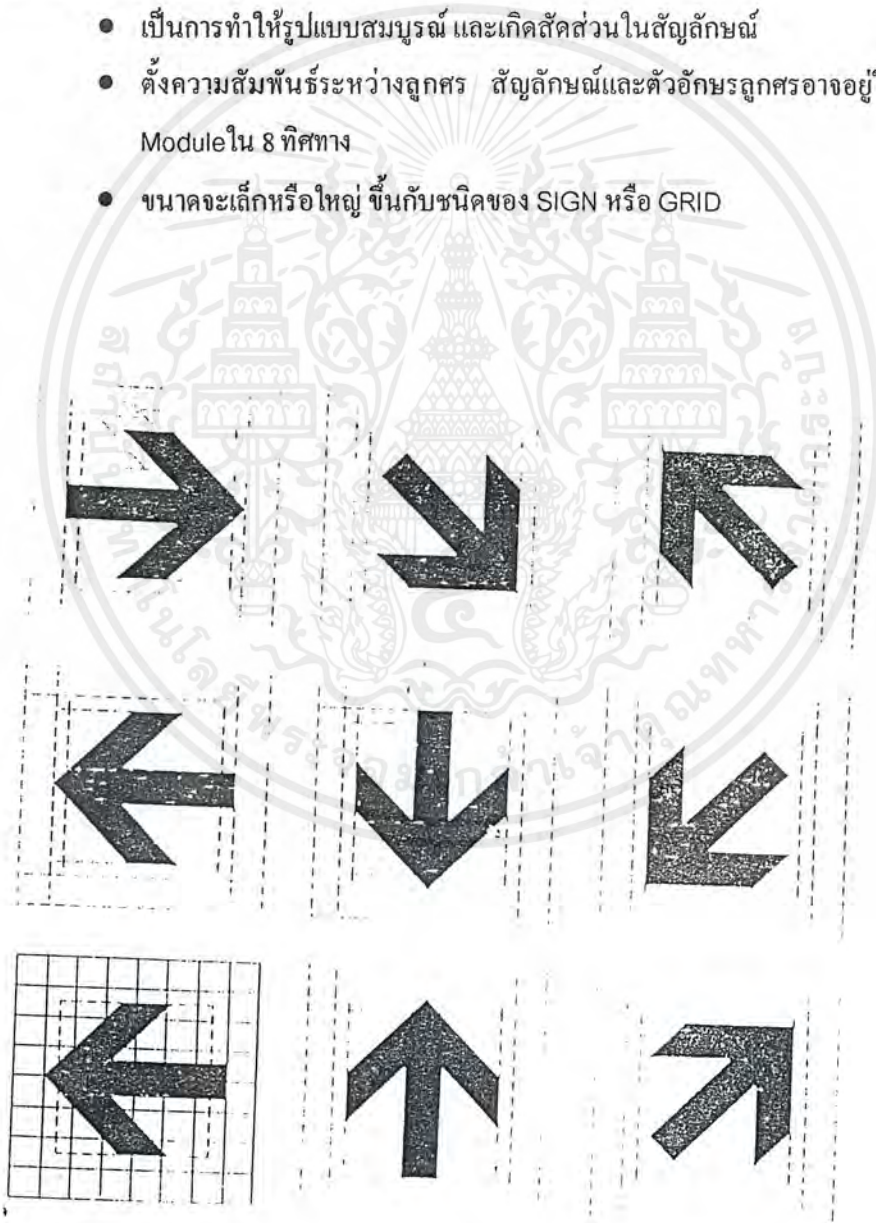 ● เป็นการทำให้รูปแบบสมบูรณ์ และเกิดสัดส่วนในสัญลักษณ์
● ตั้งความสัมพันธ์ระหว่างลูกศร สัญลักษณ์และตัวอักษรลูกศรอาจอยู่
Moduleใน 8 ทิศทาง
● ขนาดจะเล็กหรือใหญ่ ขึ้นกับชนิดของ SIGN หรือ GRID